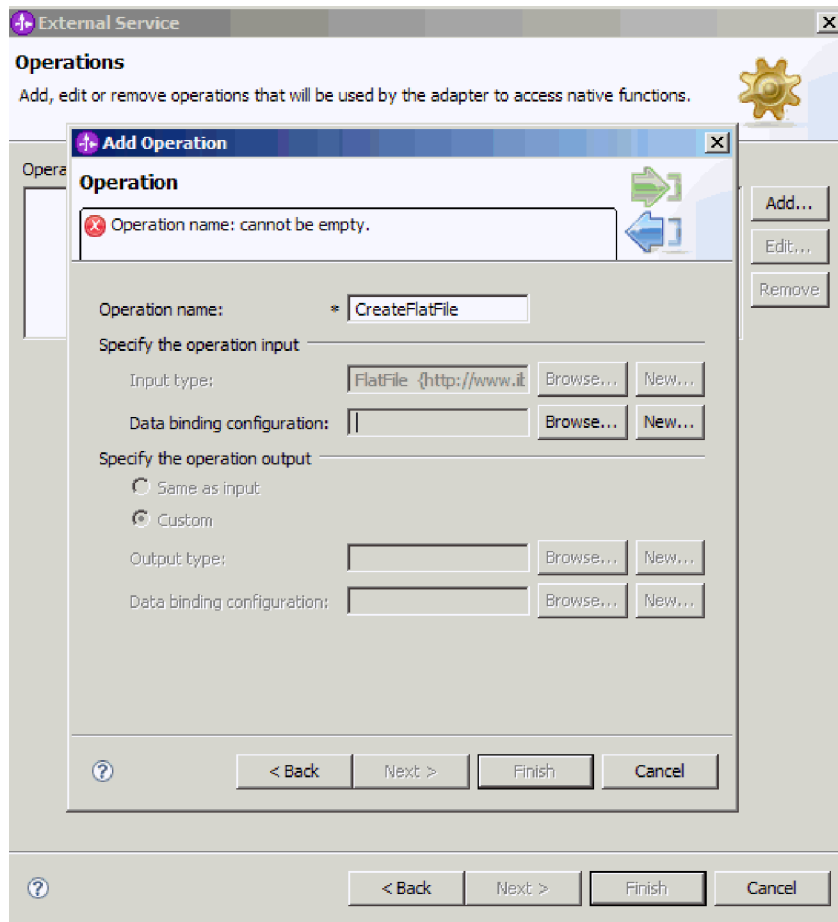 External Service
Operations
Add, edit or remove operations that will be used by the adapter to access native functions.
Opera
Add...
Edit...
Remove
Add Operation
Operation
Operation name: cannot be empty.
Operation name: * CreateFlatFile
Specify the operation input
Input type: FlatFile {http://www.it Browse... New...
Data binding configuration: Browse... New...
Specify the operation output
Same as input
Custom
Output type: Browse... New...
Data binding configuration: Browse... New...
< Back Next > Finish Cancel
< Back Next > Finish Cancel